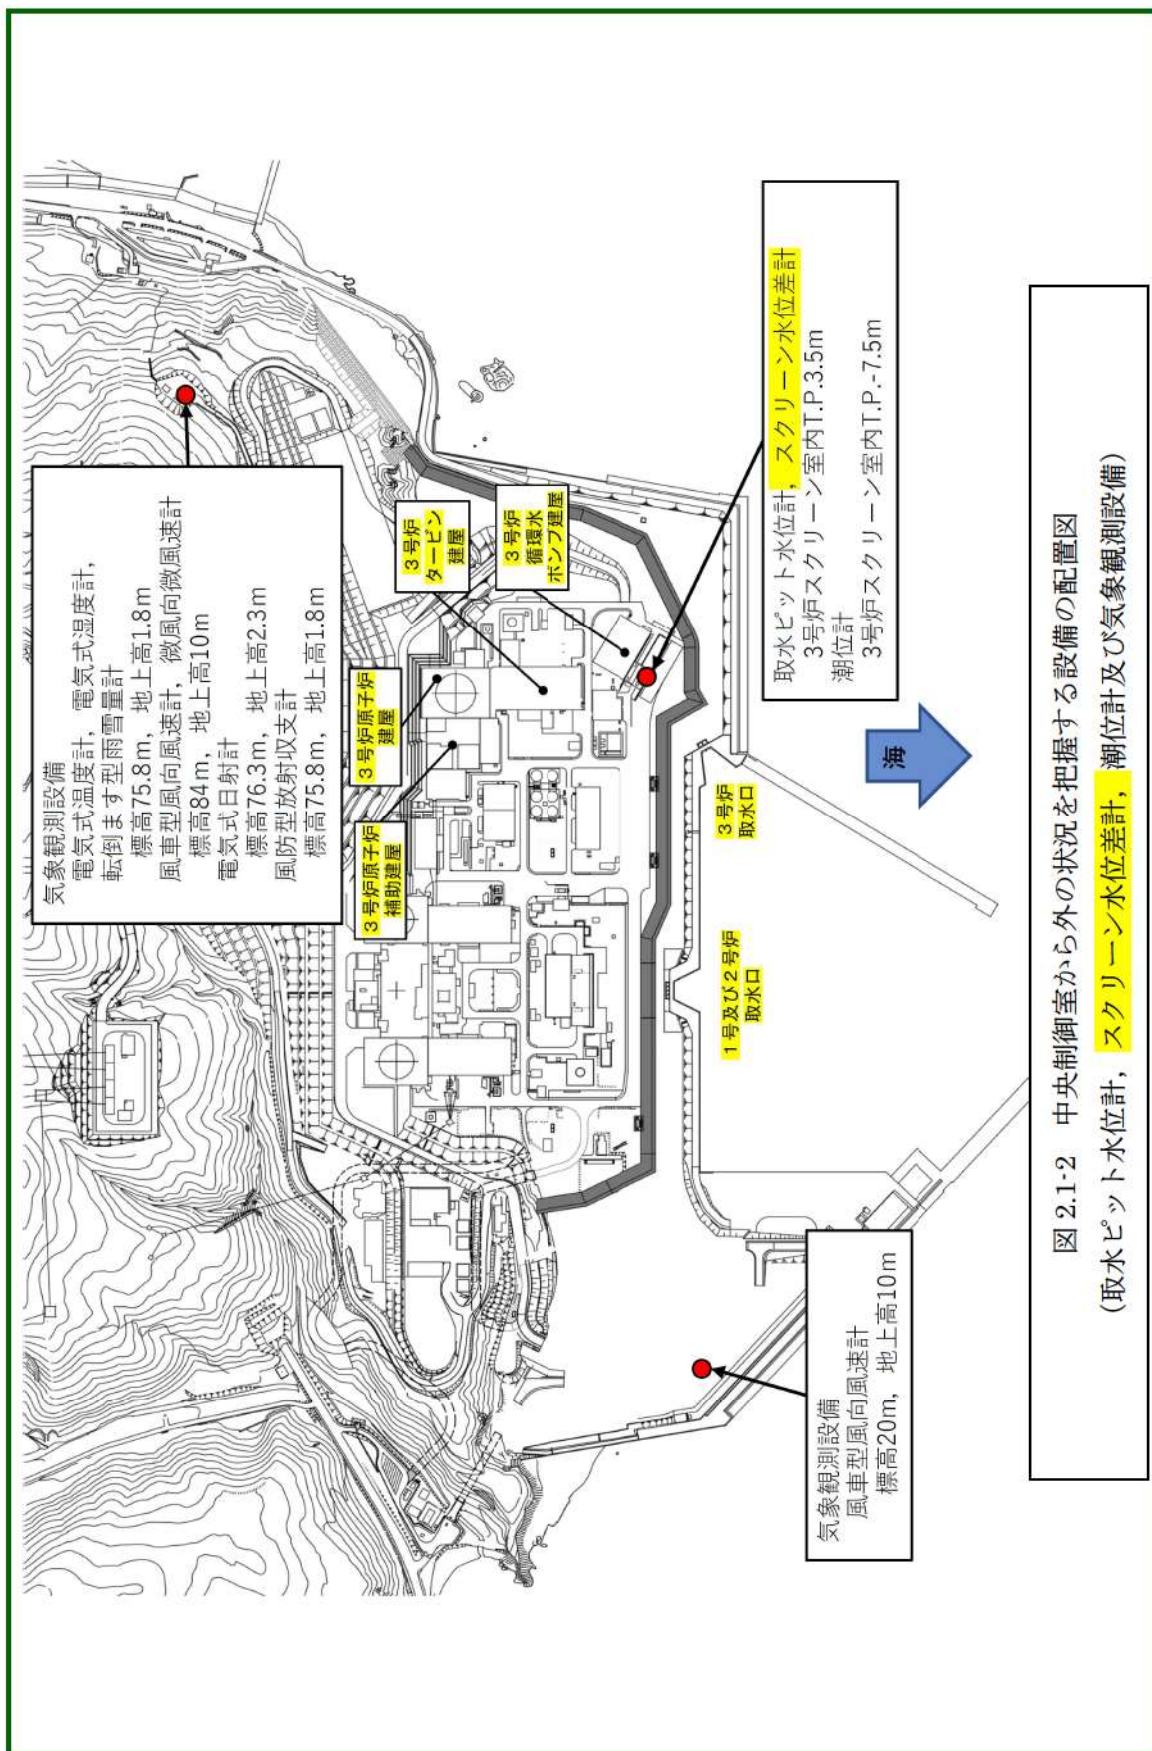 気象観測設備
電気式温度計，電気式湿度計，
転倒ます型雨雪量計
標高75.8m，地上高1.8m
風車型風向風速計，微風向微風速計
標高84m，地上高10m
電気式日射計
標高76.3m，地上高2.3m
風防型放射収支計
標高75.8m，地上高1.8m
3号炉原子炉
補助建屋
3号炉原子炉
建屋
3号炉
タービン
建屋
3号炉
循環水
ポンプ建屋
取水ピット水位計，スクリーン水位差計
3号炉スクリーン室内T.P.3.5m
潮位計
3号炉スクリーン室内T.P.-7.5m
1号及び2号炉
取水口
3号炉
取水口
海
気象観測設備
風車型風向風速計
標高20m，地上高10m
図 2.1-2　中央制御室から外の状況を把握する設備の配置図
(取水ピット水位計，スクリーン水位差計，潮位計及び気象観測設備)